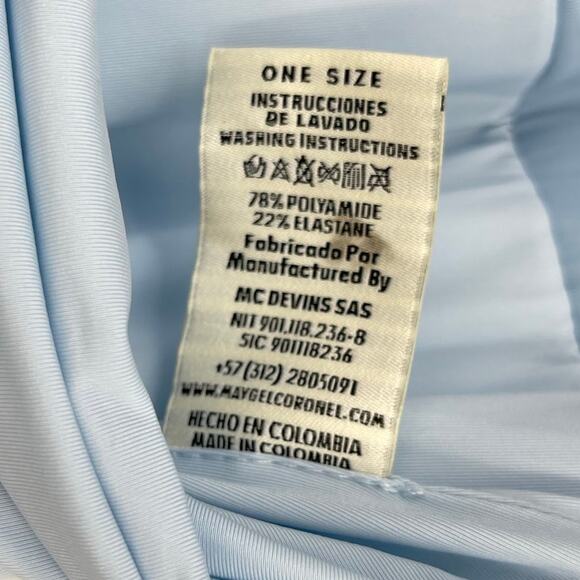 ONE SIZE
INSTRUCCIONES
DE LAVADO
WASHING INSTRUCTIONS
78% POLYAMIDE
22% ELASTANE
Fabricado Por
Manufactured By
MC DEVINS SAS
NIT 901,118.236-8
SIC 901118236
+57(312) 2805091
WWW.MAYGELCORONEL.COM
HECHO EN COLOMBIA
MADE IN COLOMBIA